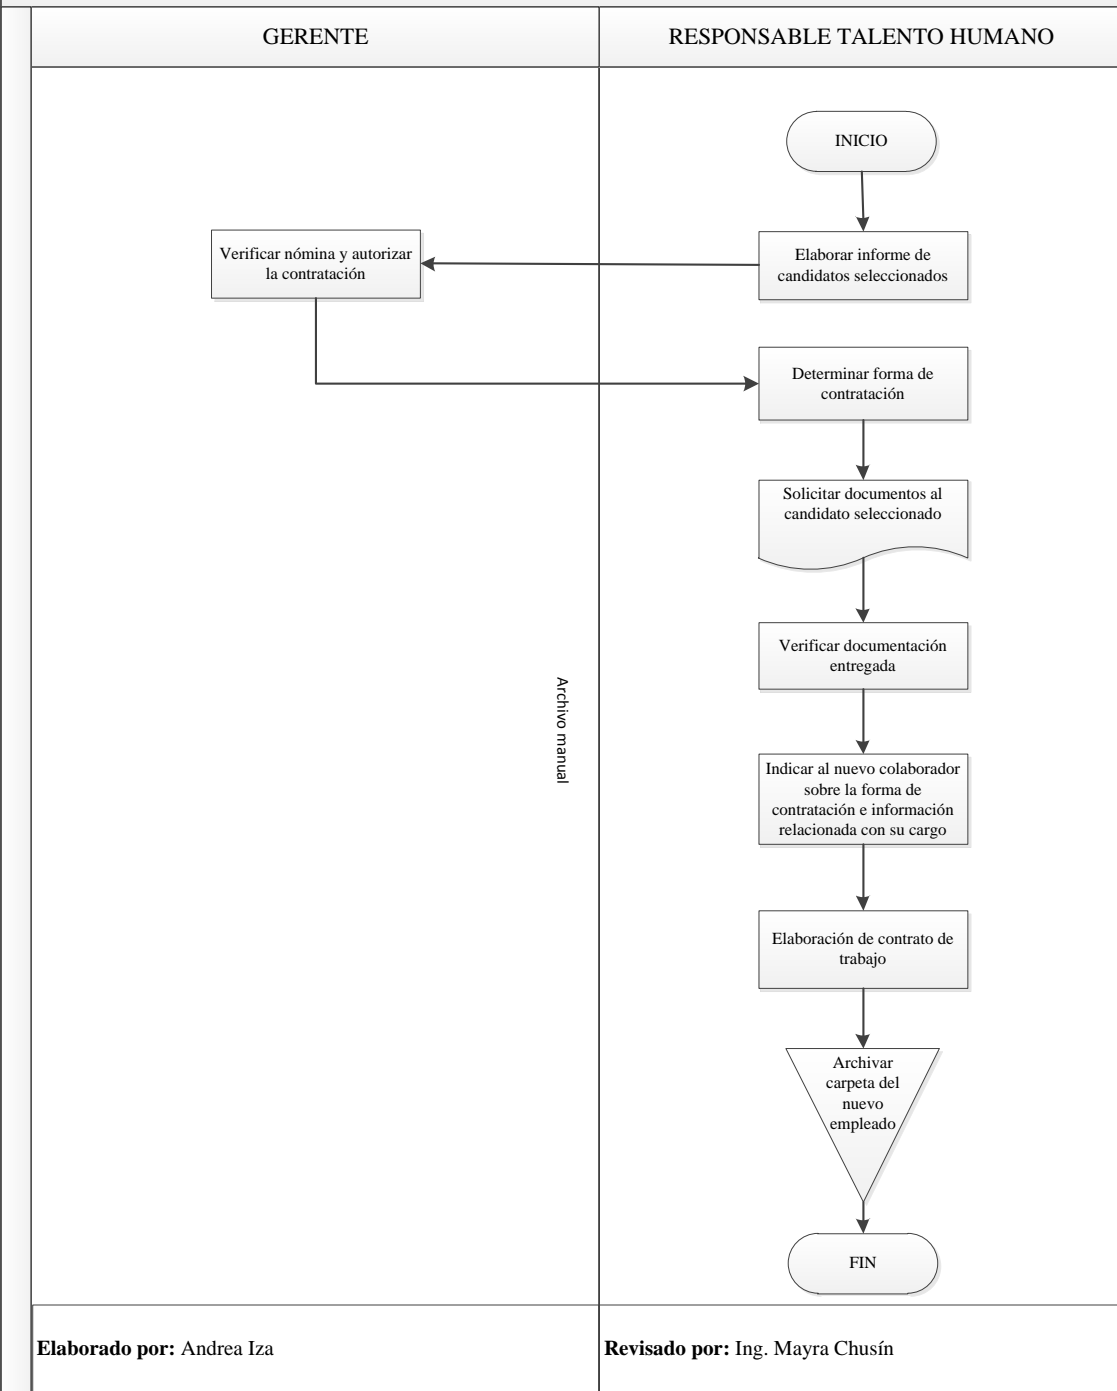 GERENTE
RESPONSABLE TALENTO HUMANO
INICIO
Elaborar informe de
candidatos seleccionados
Verificar nómina y autorizar
la contratación
Determinar forma de
contratación
Solicitar documentos al
candidato seleccionado
Verificar documentación
entregada
Archivo manual
Indicar al nuevo colaborador
sobre la forma de
contratación e información
relacionada con su cargo
Elaboración de contrato de
trabajo
Archivar
carpeta del
nuevo
empleado
FIN
Elaborado por: Andrea Iza
Revisado por: Ing. Mayra Chusín